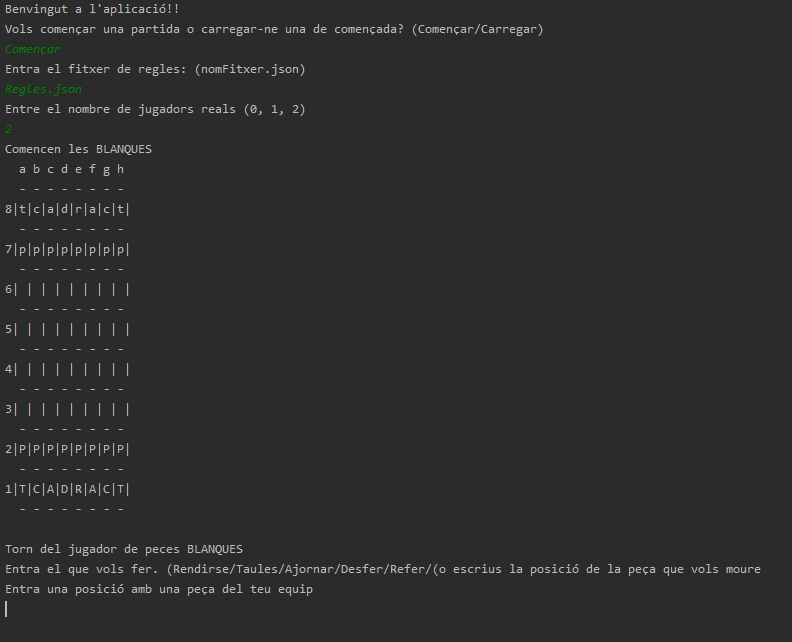 Benvingut a l'aplicació!!
Vols començar una partida o carregar-ne una de començada? (Començar/Carregar)
Començar
Entra el fitxer de regles: (nomFitxer.json)
Regles.json
Entre el nombre de jugadors reals (0, 1, 2)
2
Comencen les BLANQUES
  a b c d e f g h
  - - - - - - - -
8|t|c|a|d|r|a|c|t|
  - - - - - - - -
7|p|p|p|p|p|p|p|p|
  - - - - - - - -
6| | | | | | | | |
  - - - - - - - -
5| | | | | | | | |
  - - - - - - - -
4| | | | | | | | |
  - - - - - - - -
3| | | | | | | | |
  - - - - - - - -
2|P|P|P|P|P|P|P|P|
  - - - - - - - -
1|T|C|A|D|R|A|C|T|
  - - - - - - - -
Torn del jugador de peces BLANQUES
Entra el que vols fer. (Rendirse/Taules/Ajornar/Desfer/Refer/(o escrius la posició de la peça que vols moure
Entra una posició amb una peça del teu equip